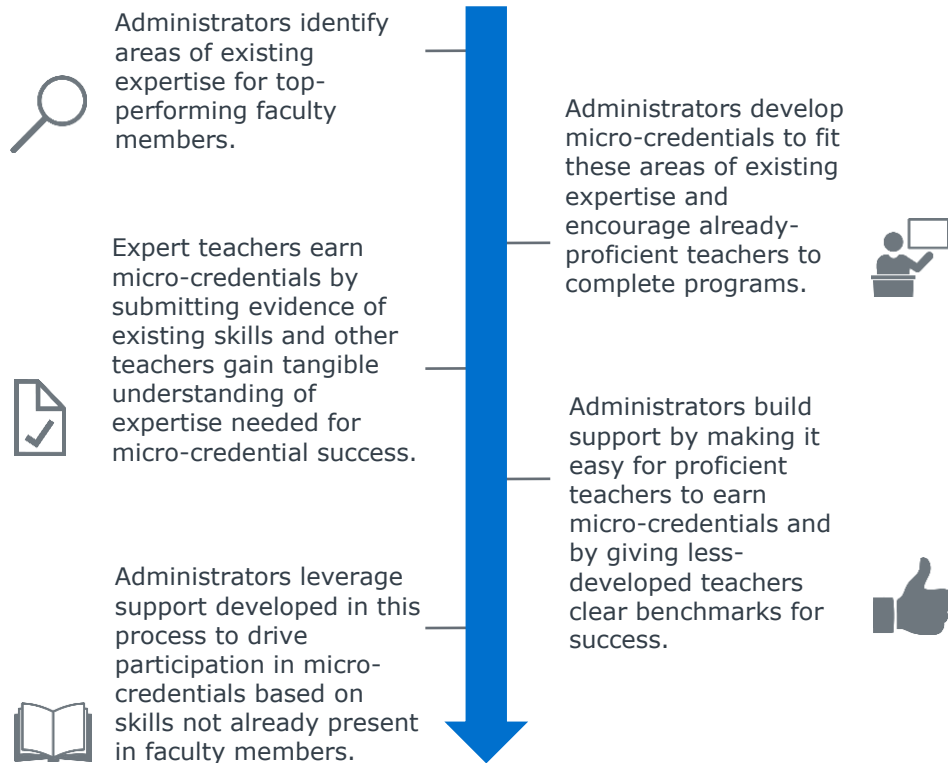 Administrators identify
areas of existing
expertise for top-
performing faculty
members.
Administrators develop
micro-credentials to fit
these areas of existing
expertise and
encourage already-
proficient teachers to
complete programs.
Expert teachers earn
micro-credentials by
submitting evidence of
existing skills and other
teachers gain tangible
understanding of
expertise needed for
micro-credential success.
Administrators build
support by making it
easy for proficient
teachers to earn
micro-credentials and
by giving less-
developed teachers
clear benchmarks for
success.
Administrators leverage
support developed in this
process to drive
participation in micro-
credentials based on
skills not already present
in faculty members.